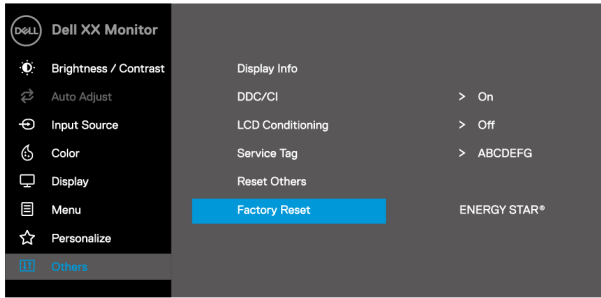 DELL Dell XX Monitor
Brightness / Contrast Display Info
Auto Adjust DDC/CI > On
Input Source LCD Conditioning > Off
Color Service Tag > ABCDEFG
Display Reset Others
Menu Factory Reset ENERGY STAR®
Personalize
Others